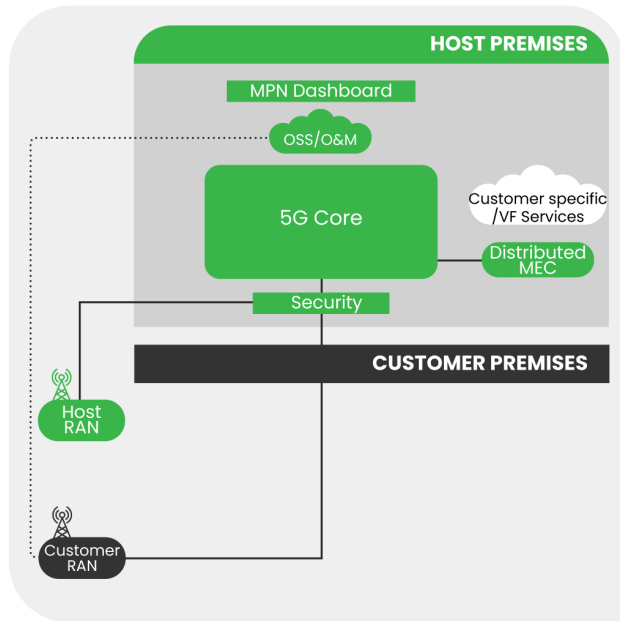 HOST PREMISES
MPN Dashboard
OSS/O&M
5G Core
Customer specific
/VF Services
Distributed
MEC
Security
CUSTOMER PREMISES
Host
RAN
Customer
RAN